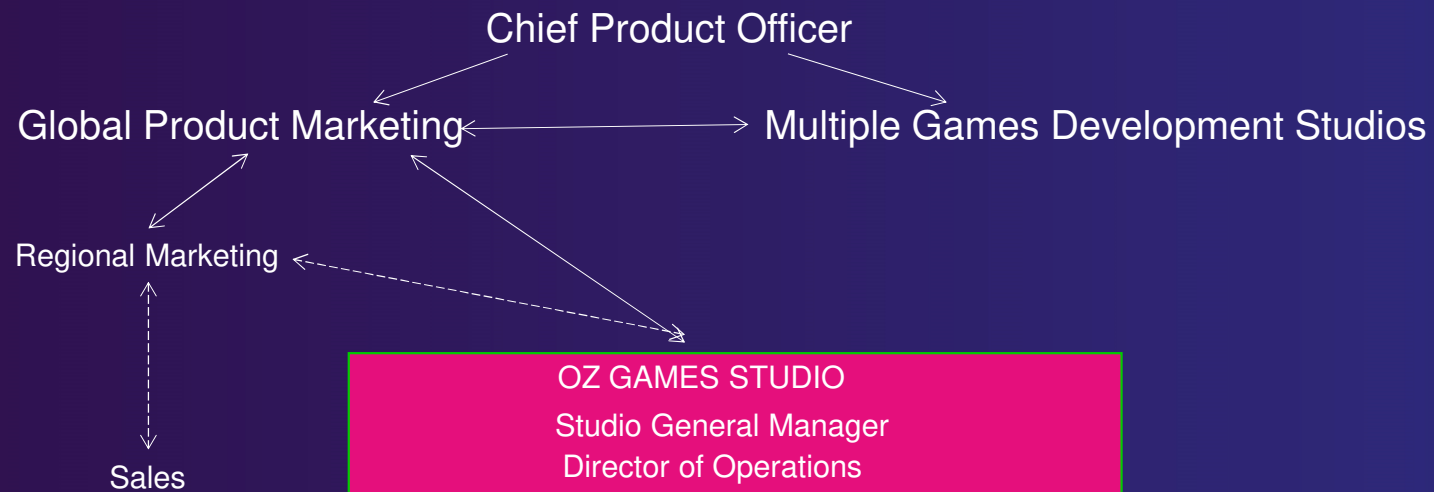 Chief Product Officer
Global Product Marketing
Multiple Games Development Studios
Regional Marketing
OZ GAMES STUDIO
Studio General Manager
Director of Operations
Sales